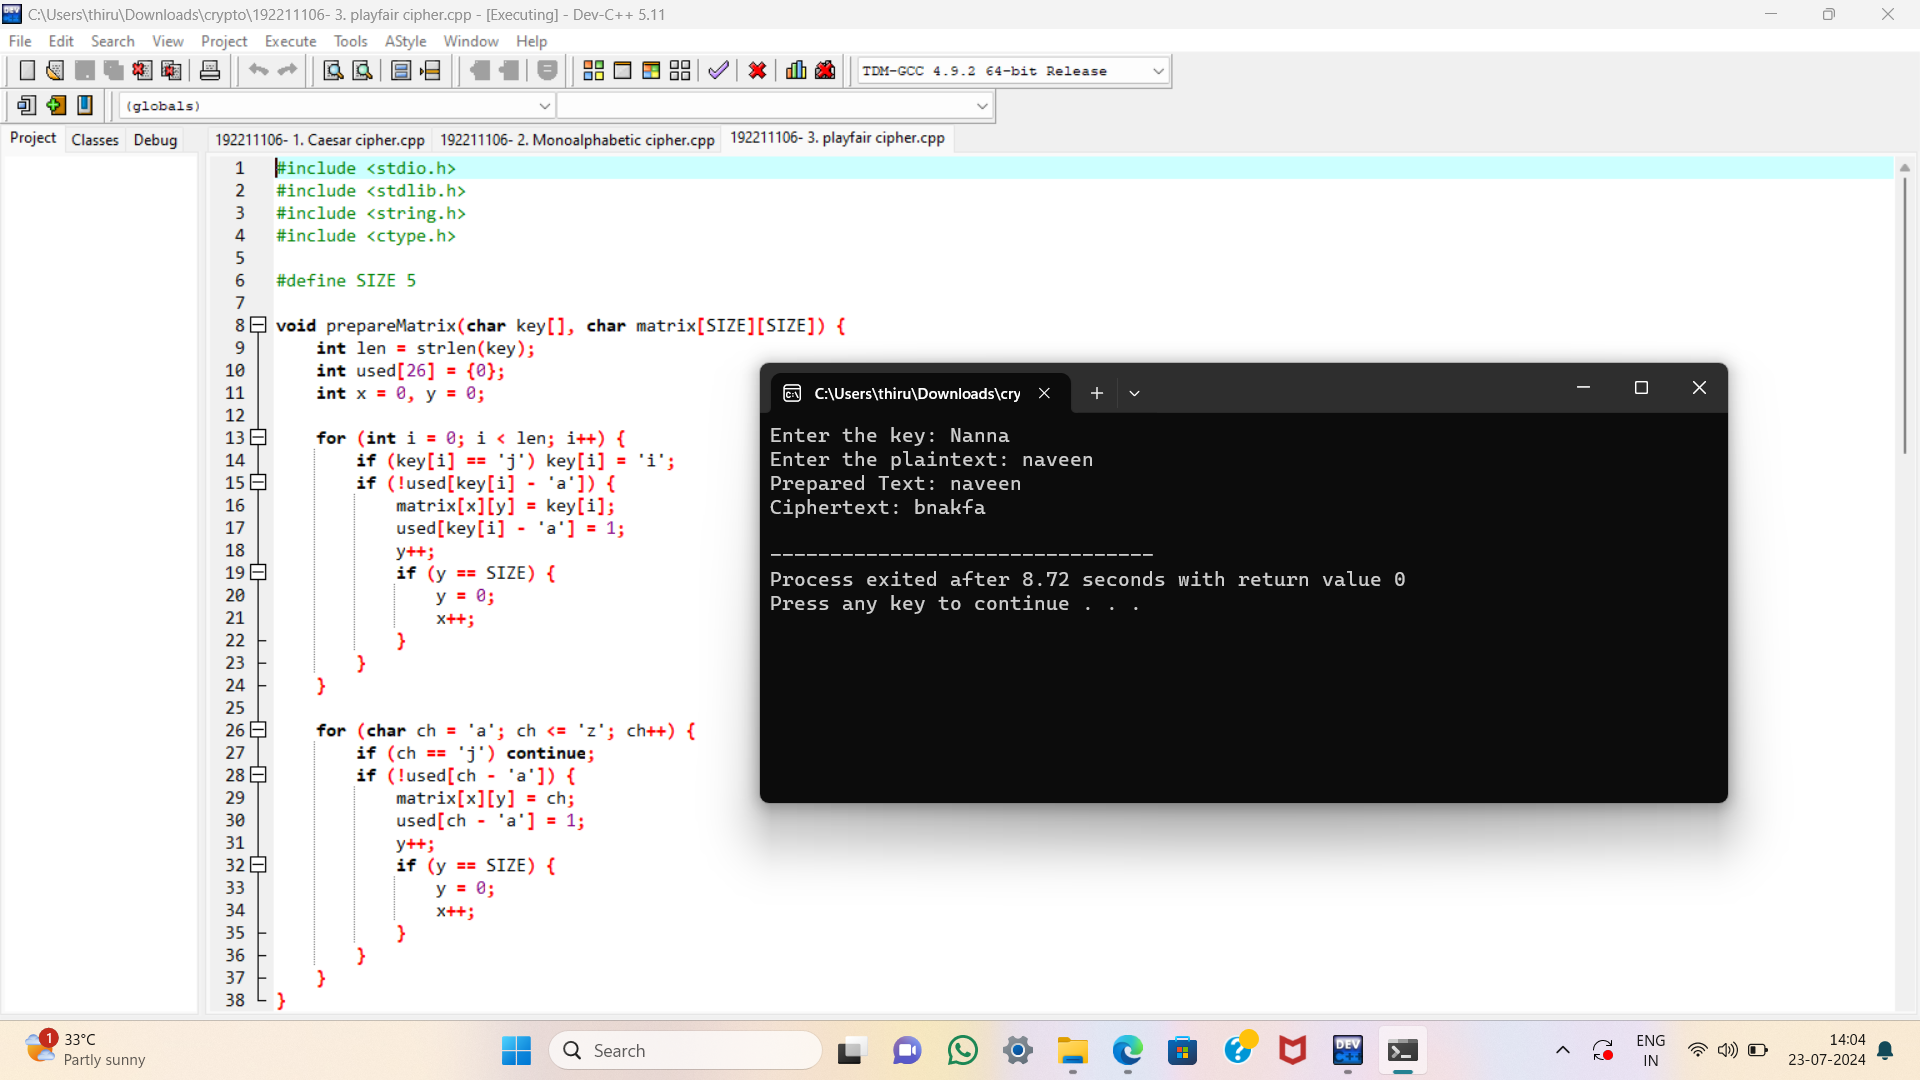 C:\Users\thiru\Downloads\crypto\192211106- 3. playfair cipher.cpp - [Executing] - Dev-C++ 5.11
File Edit Search View Project Execute Tools AStyle Window Help
TDM-GCC 4.9.2 64-bit Release
(globals)
Project Classes Debug
192211106- 1. Caesar cipher.cpp 192211106- 2. Monoalphabetic cipher.cpp 192211106- 3. playfair cipher.cpp
1 #include <stdio.h>
2 #include <stdlib.h>
3 #include <string.h>
4 #include <ctype.h>
5
6 #define SIZE 5
7
8 void prepareMatrix(char key[], char matrix[SIZE][SIZE]) {
9 int len = strlen(key);
10 int used[26] = {0};
11 int x = 0, y = 0;
12
13 for (int i = 0; i < len; i++) {
14 if (key[i] == 'j') key[i] = 'i';
15 if (!used[key[i] - 'a']) {
16 matrix[x][y] = key[i];
17 used[key[i] - 'a'] = 1;
18 y++;
19 if (y == SIZE) {
20 y = 0;
21 x++;
22 }
23 }
24 }
25
26 for (char ch = 'a'; ch <= 'z'; ch++) {
27 if (ch == 'j') continue;
28 if (!used[ch - 'a']) {
29 matrix[x][y] = ch;
30 used[ch - 'a'] = 1;
31 y++;
32 if (y == SIZE) {
33 y = 0;
34 x++;
35 }
36 }
37 }
38 }
C:\Users\thiru\Downloads\cry
Enter the key: Nanna
Enter the plaintext: naveen
Prepared Text: naveen
Ciphertext: bnakfa
--------------------------------
Process exited after 8.72 seconds with return value 0
Press any key to continue . . .
1
33°C
Partly sunny
Search
DEV
C++
ENG
IN
14:04
23-07-2024